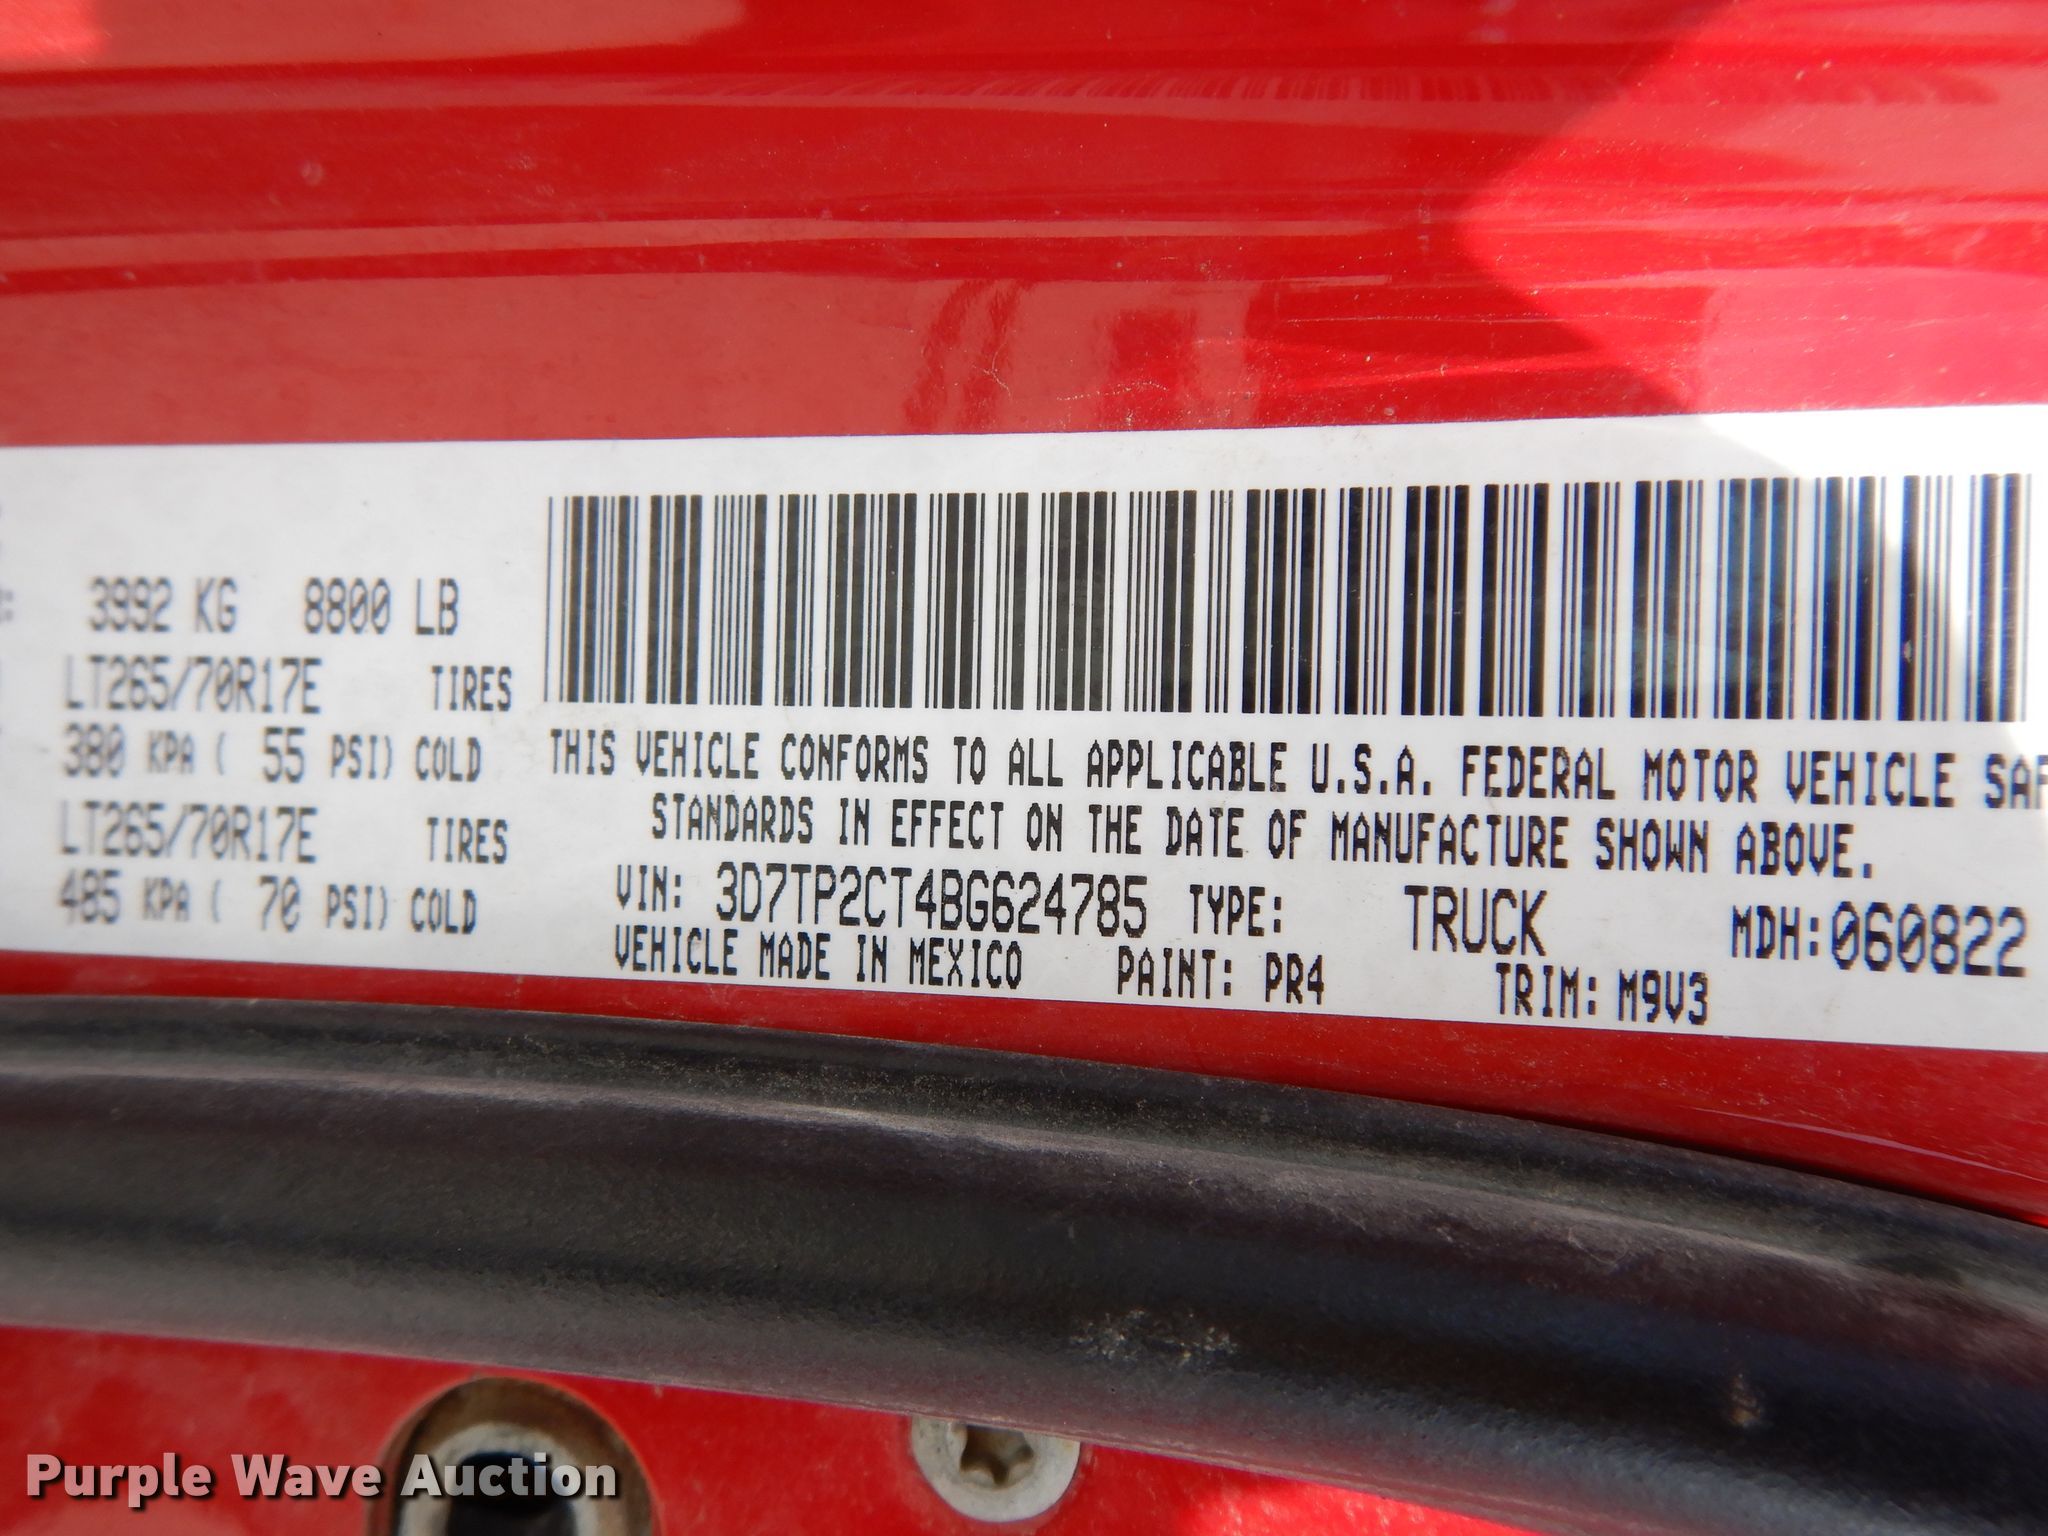 3992 KG 8800 LB
LT265/70R17E TIRES
380 KPA ( 55 PSI) COLD
LT265/70R17E TIRES
485 KPA ( 70 PSI) COLD
THIS VEHICLE CONFORMS TO ALL APPLICABLE U.S.A. FEDERAL MOTOR VEHICLE SAF
STANDARDS IN EFFECT ON THE DATE OF MANUFACTURE SHOWN ABOVE.
VIN: 3D7TP2CT4BG624785 TYPE: TRUCK MDH:060822
VEHICLE MADE IN MEXICO PAINT: PR4 TRIM: M9V3
Purple Wave Auction